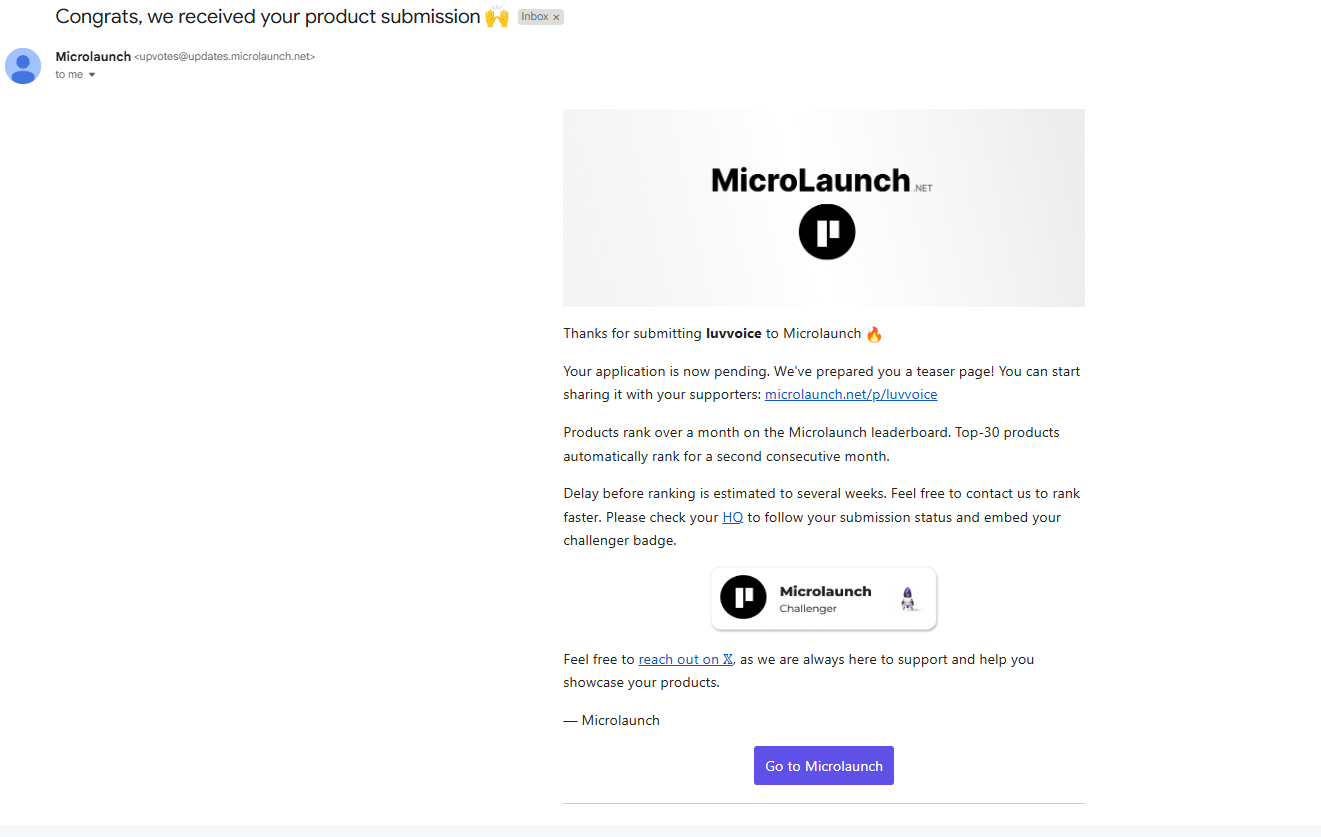 Congrats, we received your product submission 🙌 Inbox ×
Microlaunch <upvotes@updates.microlaunch.net>
to me
MicroLaunch .NET
Thanks for submitting luvvoice to Microlaunch 🔥
Your application is now pending. We've prepared you a teaser page! You can start
sharing it with your supporters: microlaunch.net/p/luvvoice
Products rank over a month on the Microlaunch leaderboard. Top-30 products
automatically rank for a second consecutive month.
Delay before ranking is estimated to several weeks. Feel free to contact us to rank
faster. Please check your HQ to follow your submission status and embed your
challenger badge.
Microlaunch
Challenger
Feel free to reach out on 𝕏, as we are always here to support and help you
showcase your products.
— Microlaunch
Go to Microlaunch